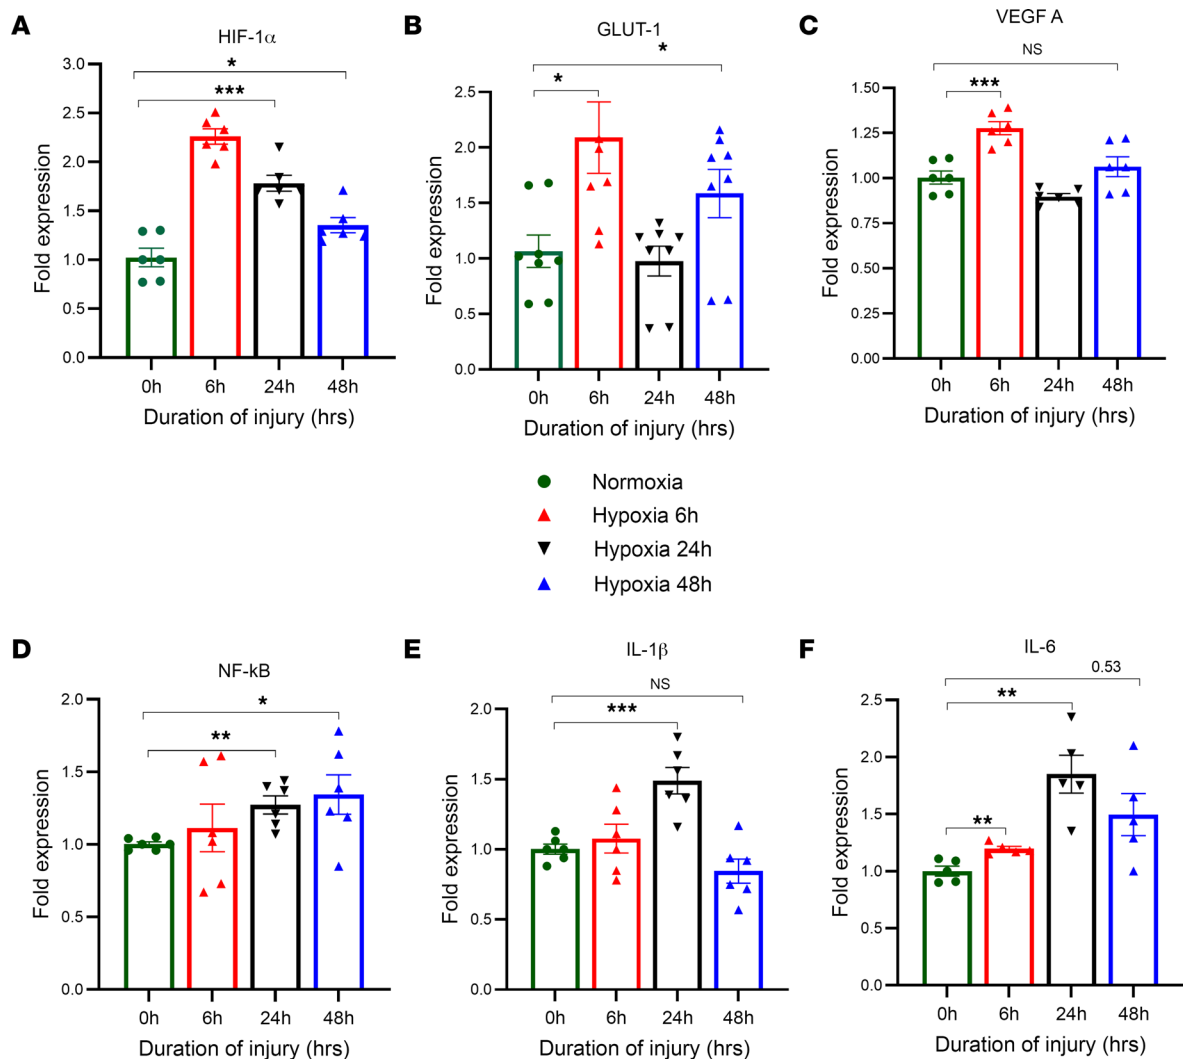 A
HIF-1α
Fold expression
3.0
2.5
2.0
1.5
1.0
0.5
0.0
*
***
0h 6h 24h 48h
Duration of injury (hrs)
B
GLUT-1
Fold expression
2.5
2.0
1.5
1.0
0.5
0.0
*
*
0h 6h 24h 48h
Duration of injury (hrs)
C
VEGF A
Fold expression
1.50
1.25
1.00
0.75
0.50
0.25
0.00
NS
***
0h 6h 24h 48h
Duration of injury (hrs)
Normoxia
Hypoxia 6h
Hypoxia 24h
Hypoxia 48h
D
NF-kB
Fold expression
2.0
1.5
1.0
0.5
0.0
*
**
0h 6h 24h 48h
Duration of injury (hrs)
E
IL-1β
Fold expression
2.0
1.5
1.0
0.5
0.0
NS
***
0h 6h 24h 48h
Duration of injury (hrs)
F
IL-6
Fold expression
2.5
2.0
1.5
1.0
0.5
0.0
0.53
**
**
0h 6h 24h 48h
Duration of injury (hrs)